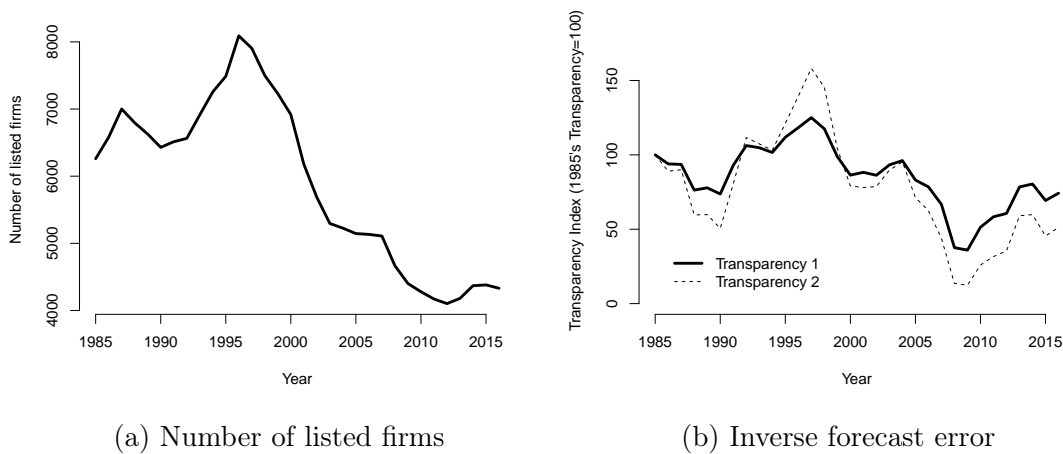 Number of listed firms
8000
7000
6000
5000
4000
1985 1990 1995 2000 2005 2010 2015
Year
(a) Number of listed firms
Transparency Index (1985's Transparency=100)
150
100
50
0
Transparency 1
Transparency 2
1985 1990 1995 2000 2005 2010 2015
Year
(b) Inverse forecast error